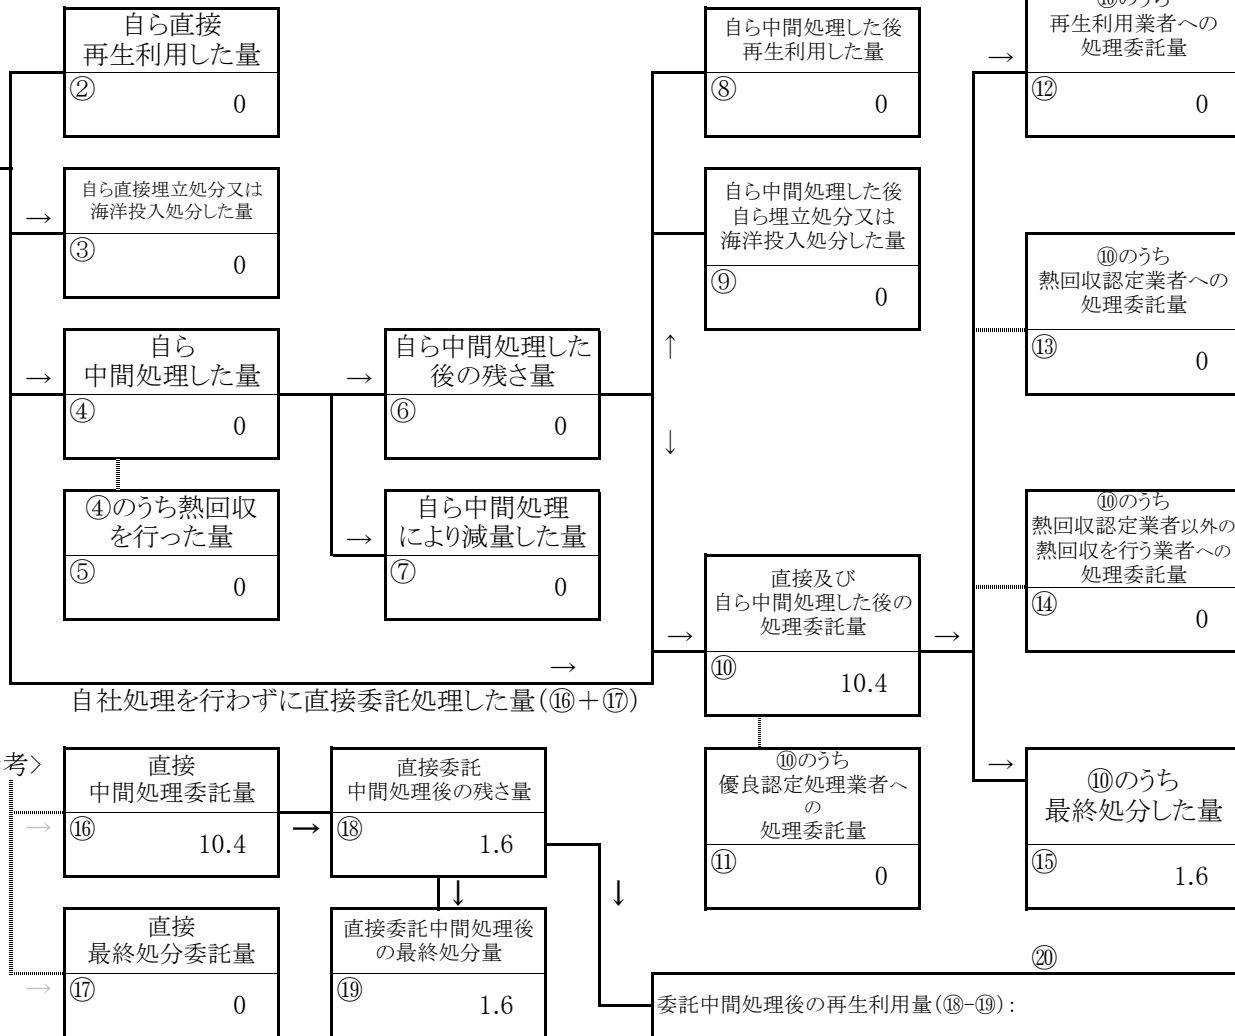 自ら直接
再生利用した量
②
0
自ら直接埋立処分又は
海洋投入処分した量
→
③
0
自ら
中間処理した量
→
④
0
④のうち熱回収
を行った量
⑤
0
自ら中間処理した
後の残さ量
→
⑥
0
自ら中間処理
により減量した量
→
⑦
0
自ら中間処理した後
再生利用した量
⑧
0
自ら中間処理した後
自ら埋立処分又は
海洋投入処分した量
⑨
0
↑
↓
直接及び
自ら中間処理した後の
処理委託量
→
→
⑩
10.4
→
自社処理を行わずに直接委託処理した量(⑯+⑰)
⑩のうち
優良認定処理業者へ
の
処理委託量
⑪
0
⑩のうち
再生利用業者への
処理委託量
→
⑫
0
⑩のうち
熱回収認定業者への
処理委託量
⑬
0
⑩のうち
熱回収認定業者以外の
熱回収を行う業者への
処理委託量
⑭
0
→
⑩のうち
最終処分した量
⑮
1.6
考>
直接
中間処理委託量
→
⑯
10.4
直接
最終処分委託量
→
⑰
0
直接委託
中間処理後の残さ量
→
⑱
1.6
↓
↓
直接委託中間処理後
の最終処分量
⑲
1.6
⑳
委託中間処理後の再生利用量(⑱-⑲):